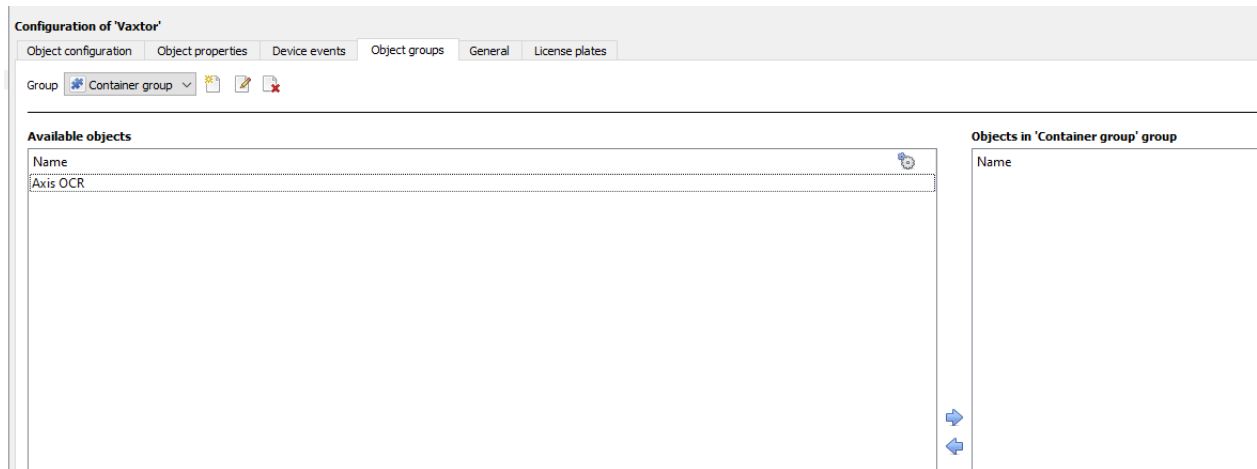 Configuration of 'Vaxtor'
Object configuration Object properties Device events Object groups General License plates
Group Container group
Available objects Objects in 'Container group' group
Name Name
Axis OCR